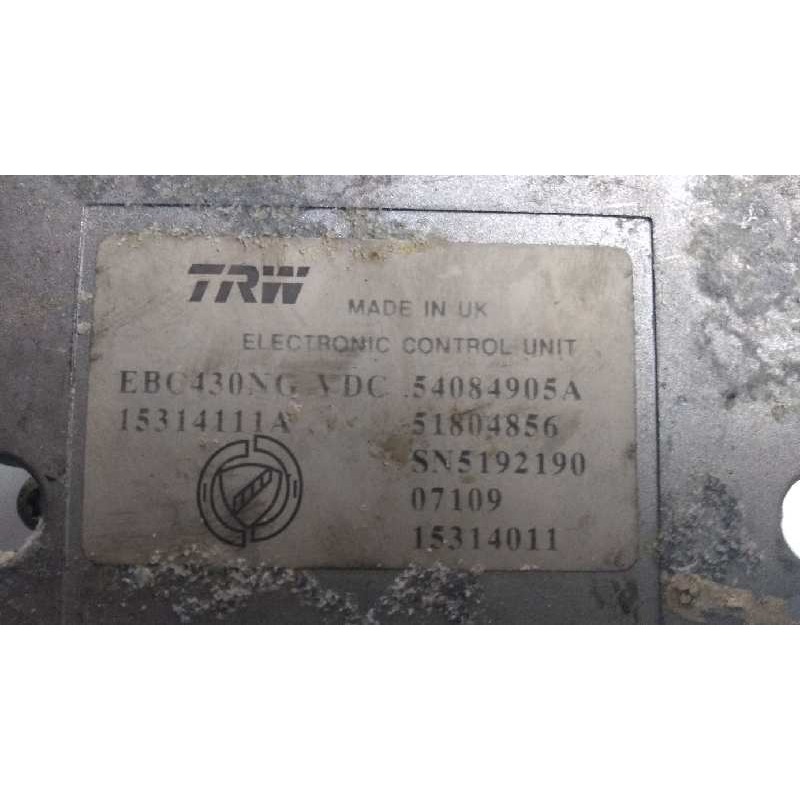 TRW
MADE IN UK
ELECTRONIC CONTROL UNIT
EBC430NG VDC 54084905A
15314111A 51804856
SN5192190
07109
15314011